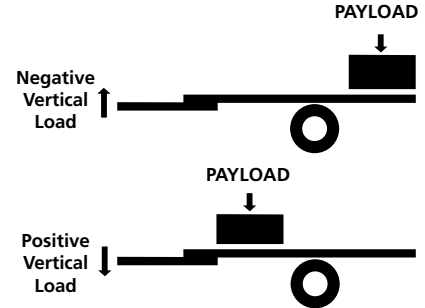 PAYLOAD
Negative
Vertical
Load
PAYLOAD
Positive
Vertical
Load